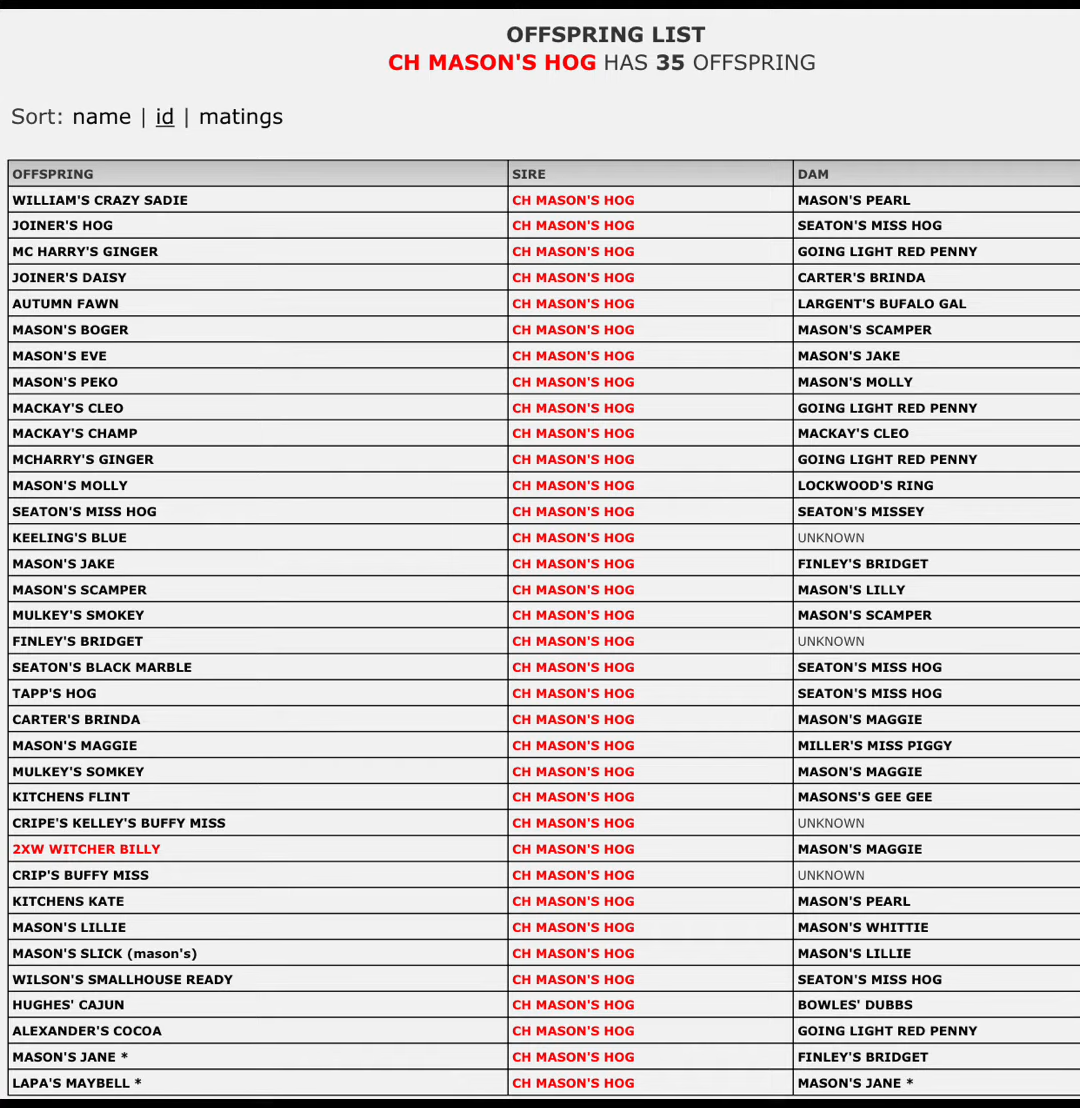 OFFSPRING LIST
CH MASON'S HOG HAS 35 OFFSPRING
Sort: name | id | matings
OFFSPRING SIRE DAM
WILLIAM'S CRAZY SADIE CH MASON'S HOG MASON'S PEARL
JOINER'S HOG CH MASON'S HOG SEATON'S MISS HOG
MC HARRY'S GINGER CH MASON'S HOG GOING LIGHT RED PENNY
JOINER'S DAISY CH MASON'S HOG CARTER'S BRINDA
AUTUMN FAWN CH MASON'S HOG LARGENT'S BUFALO GAL
MASON'S BOGER CH MASON'S HOG MASON'S SCAMPER
MASON'S EVE CH MASON'S HOG MASON'S JAKE
MASON'S PEKO CH MASON'S HOG MASON'S MOLLY
MACKAY'S CLEO CH MASON'S HOG GOING LIGHT RED PENNY
MACKAY'S CHAMP CH MASON'S HOG MACKAY'S CLEO
MCHARRY'S GINGER CH MASON'S HOG GOING LIGHT RED PENNY
MASON'S MOLLY CH MASON'S HOG LOCKWOOD'S RING
SEATON'S MISS HOG CH MASON'S HOG SEATON'S MISSEY
KEELING'S BLUE CH MASON'S HOG UNKNOWN
MASON'S JAKE CH MASON'S HOG FINLEY'S BRIDGET
MASON'S SCAMPER CH MASON'S HOG MASON'S LILLY
MULKEY'S SMOKEY CH MASON'S HOG MASON'S SCAMPER
FINLEY'S BRIDGET CH MASON'S HOG UNKNOWN
SEATON'S BLACK MARBLE CH MASON'S HOG SEATON'S MISS HOG
TAPP'S HOG CH MASON'S HOG SEATON'S MISS HOG
CARTER'S BRINDA CH MASON'S HOG MASON'S MAGGIE
MASON'S MAGGIE CH MASON'S HOG MILLER'S MISS PIGGY
MULKEY'S SOMKEY CH MASON'S HOG MASON'S MAGGIE
KITCHENS FLINT CH MASON'S HOG MASONS'S GEE GEE
CRIPE'S KELLEY'S BUFFY MISS CH MASON'S HOG UNKNOWN
2XW WITCHER BILLY CH MASON'S HOG MASON'S MAGGIE
CRIP'S BUFFY MISS CH MASON'S HOG UNKNOWN
KITCHENS KATE CH MASON'S HOG MASON'S PEARL
MASON'S LILLIE CH MASON'S HOG MASON'S WHITTIE
MASON'S SLICK (mason's) CH MASON'S HOG MASON'S LILLIE
WILSON'S SMALLHOUSE READY CH MASON'S HOG SEATON'S MISS HOG
HUGHES' CAJUN CH MASON'S HOG BOWLES' DUBBS
ALEXANDER'S COCOA CH MASON'S HOG GOING LIGHT RED PENNY
MASON'S JANE * CH MASON'S HOG FINLEY'S BRIDGET
LAPA'S MAYBELL * CH MASON'S HOG MASON'S JANE *